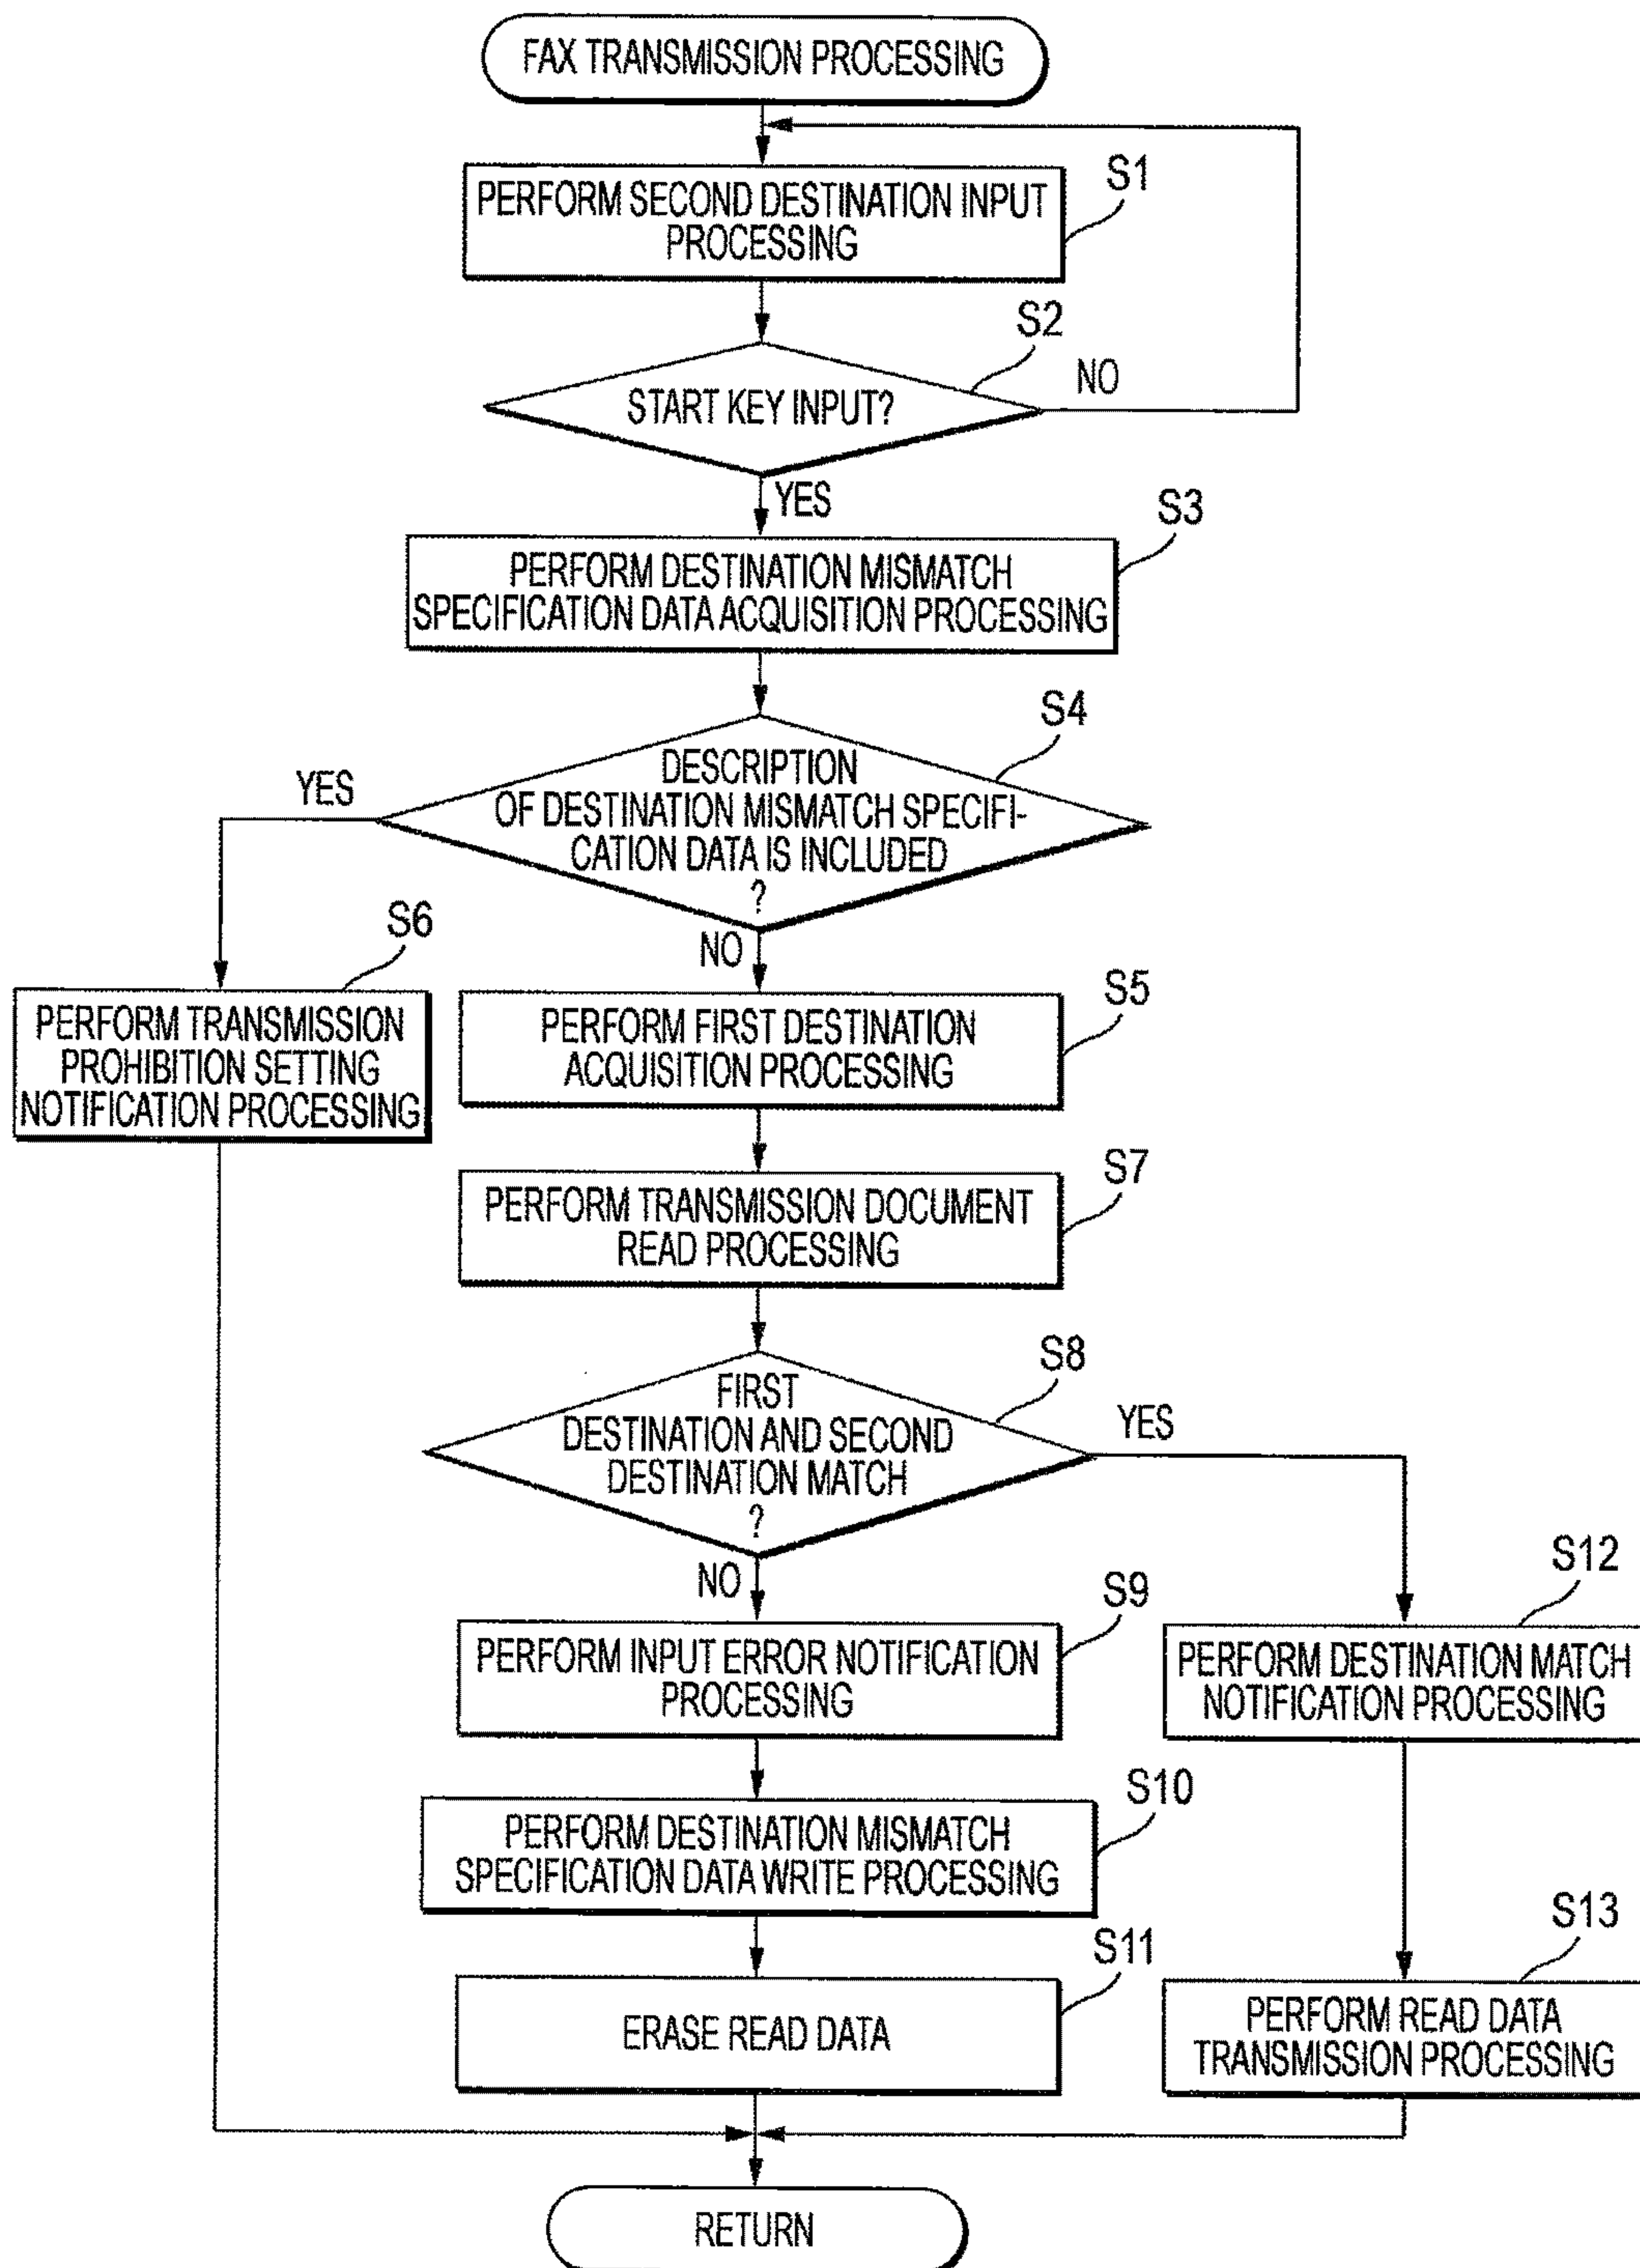 FAX TRANSMISSION PROCESSING
S1
PERFORM SECOND DESTINATION INPUT
PROCESSING
S2
START KEY INPUT?
NO
YES
S3
PERFORM DESTINATION MISMATCH
SPECIFICATION DATA ACQUISITION PROCESSING
S4
DESCRIPTION
OF DESTINATION MISMATCH SPECIFI-
CATION DATA IS INCLUDED
?
YES
NO
S6
PERFORM TRANSMISSION
PROHIBITION SETTING
NOTIFICATION PROCESSING
S5
PERFORM FIRST DESTINATION
ACQUISITION PROCESSING
S7
PERFORM TRANSMISSION DOCUMENT
READ PROCESSING
S8
FIRST
DESTINATION AND SECOND
DESTINATION MATCH
?
YES
NO
S9
PERFORM INPUT ERROR NOTIFICATION
PROCESSING
S12
PERFORM DESTINATION MATCH
NOTIFICATION PROCESSING
S10
PERFORM DESTINATION MISMATCH
SPECIFICATION DATA WRITE PROCESSING
S11
ERASE READ DATA
S13
PERFORM READ DATA
TRANSMISSION PROCESSING
RETURN